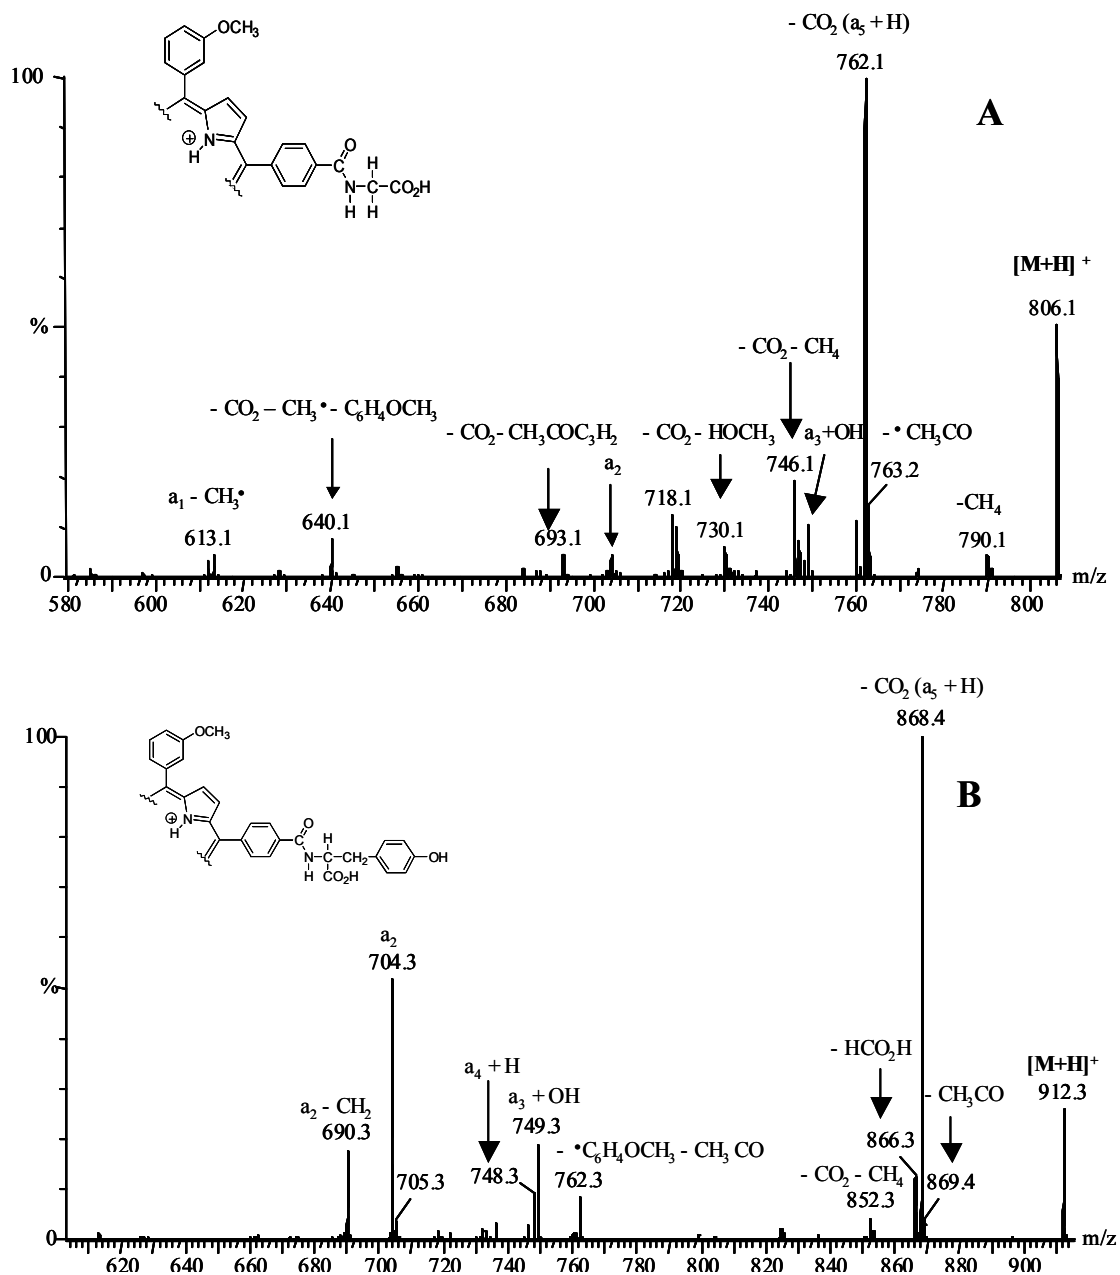 - CO₂ (a₅ + H)
762.1
100
A
OCH₃
⊕
N
H
C
O
H
N
C
CO₂H
H
H
[M+H]⁺
806.1
%
- CO₂ - CH₄
- CO₂ – CH₃• - C₆H₄OCH₃
- CO₂- CH₃COC₃H₂
- CO₂ - HOCH₃
a₃+OH
-• CH₃CO
a₂
746.1
763.2
a₁ - CH₃•
718.1
-CH₄
640.1
613.1
693.1
730.1
790.1
0
m/z
580 600 620 640 660 680 700 720 740 760 780 800
- CO₂ (a₅ + H)
868.4
100
B
OCH₃
⊕
N
H
C
O
H
N
CH₂
OH
H
CO₂H
a₂
704.3
%
- HCO₂H
a₄ + H
[M+H]⁺
a₃ + OH
- CH₃CO
912.3
a₂ - CH₂
749.3
690.3
- •C₆H₄OCH₃ - CH₃ CO
866.3
705.3
748.3
762.3
- CO₂ - CH₄
869.4
852.3
0
m/z
620 640 660 680 700 720 740 760 780 800 820 840 860 880 900